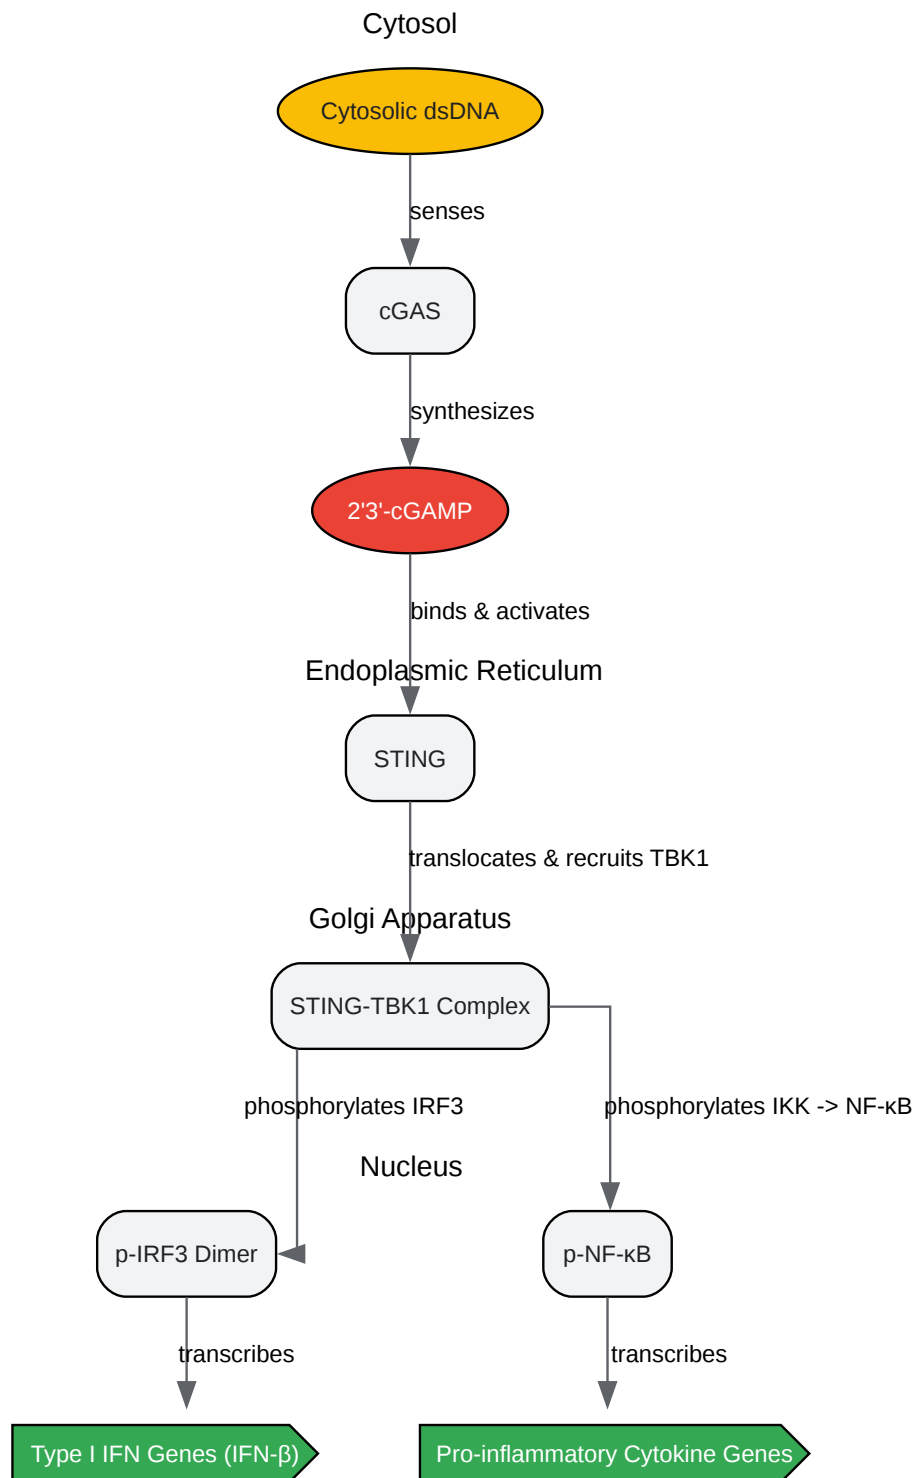 Cytosol
Cytosolic dsDNA
senses
cGAS
synthesizes
2'3'-cGAMP
binds & activates
Endoplasmic Reticulum
STING
translocates & recruits TBK1
Golgi Apparatus
STING-TBK1 Complex
phosphorylates IRF3
phosphorylates IKK -> NF-κB
Nucleus
p-IRF3 Dimer
p-NF-κB
transcribes
transcribes
Type I IFN Genes (IFN-β)
Pro-inflammatory Cytokine Genes